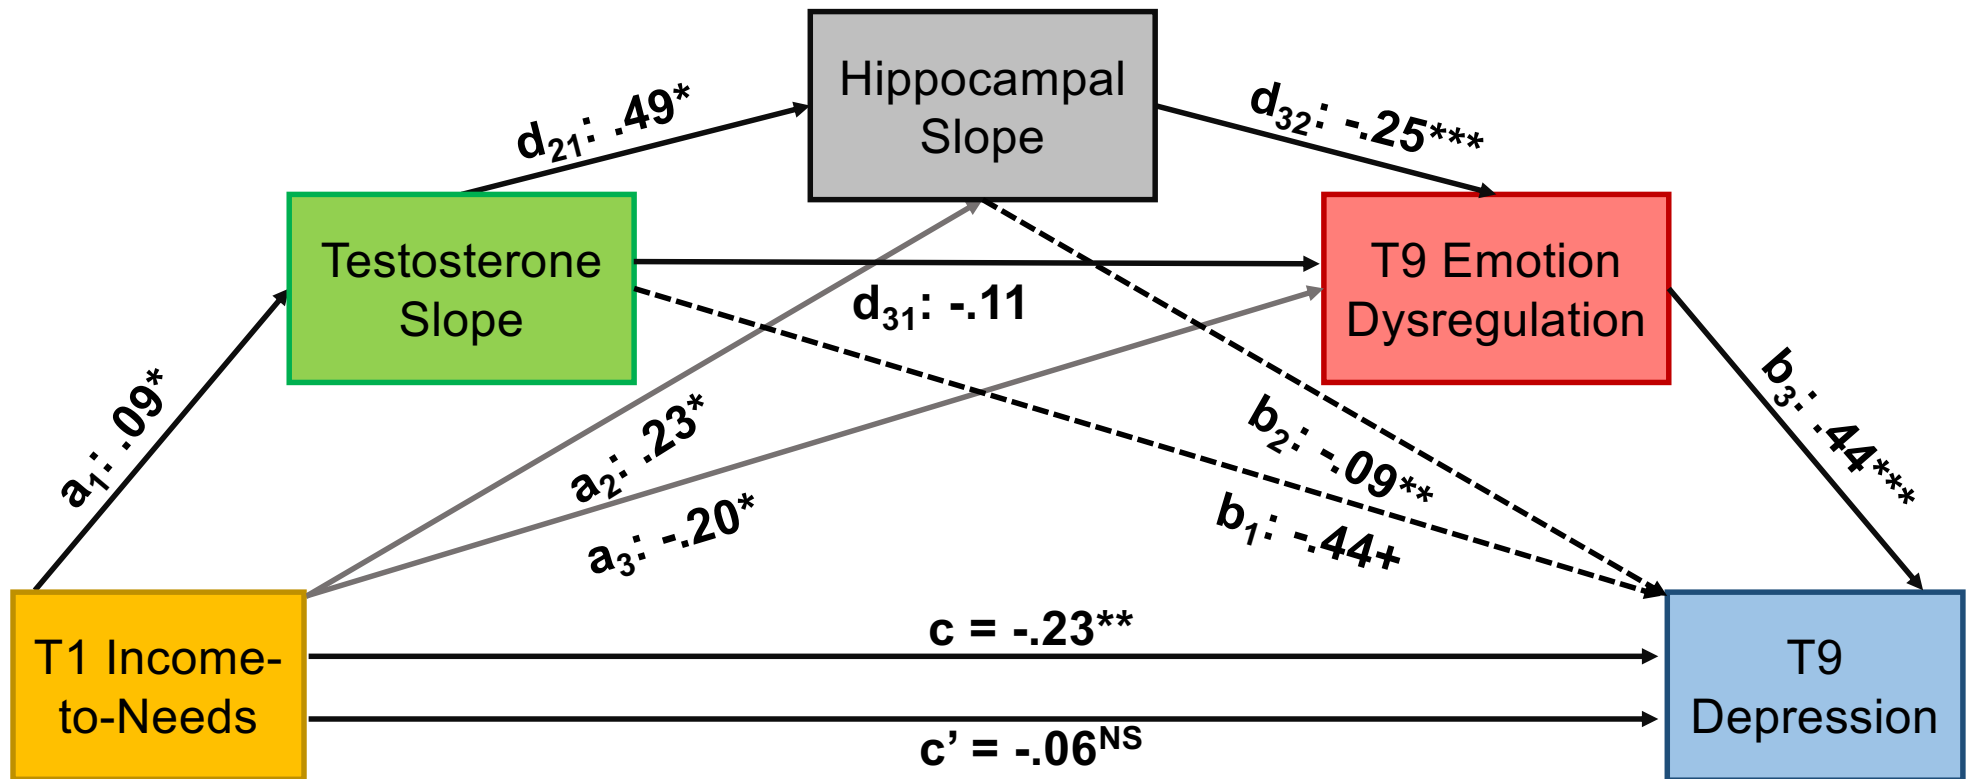 Hippocampal
Slope
d21: .49*
d32: -.25***
Testosterone
Slope
T9 Emotion
Dysregulation
d31: -.11
a1: .09*
a2: .23*
a3: -.20*
b2: -.09**
b1: -.44+
b3: .44***
T1 Income-
to-Needs
c = -.23**
c’ = -.06NS
T9
Depression